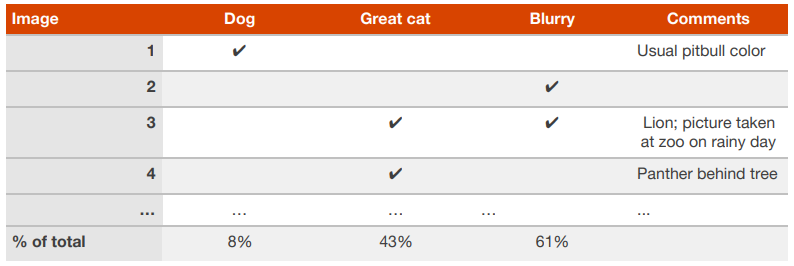 Image Dog Great cat Blurry Comments
1 ✔ Usual pitbull color
2 ✔
3 ✔ ✔ Lion; picture taken
at zoo on rainy day
4 ✔ Panther behind tree
... ... ... ... ...
% of total 8% 43% 61%